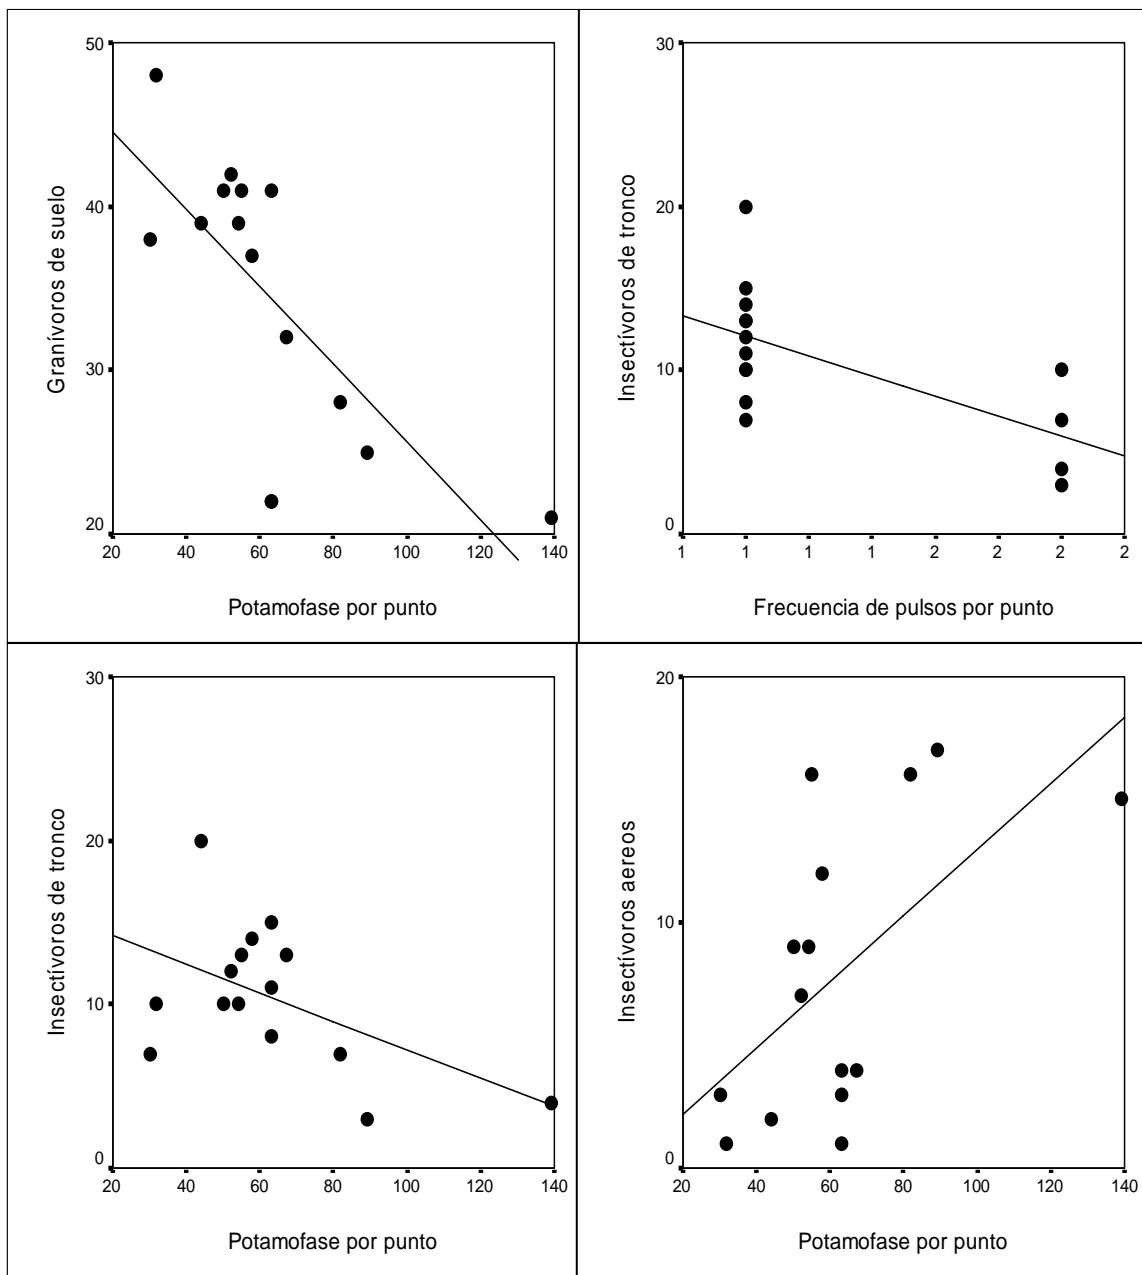 50
40
30
20
Granívoros de suelo
20 40 60 80 100 120 140
Potamofase por punto
30
20
10
0
Insectívoros de tronco
1 1 1 1 2 2 2 2
Frecuencia de pulsos por punto
30
20
10
0
Insectívoros de tronco
20 40 60 80 100 120 140
Potamofase por punto
20
10
0
Insectívoros aereos
20 40 60 80 100 120 140
Potamofase por punto